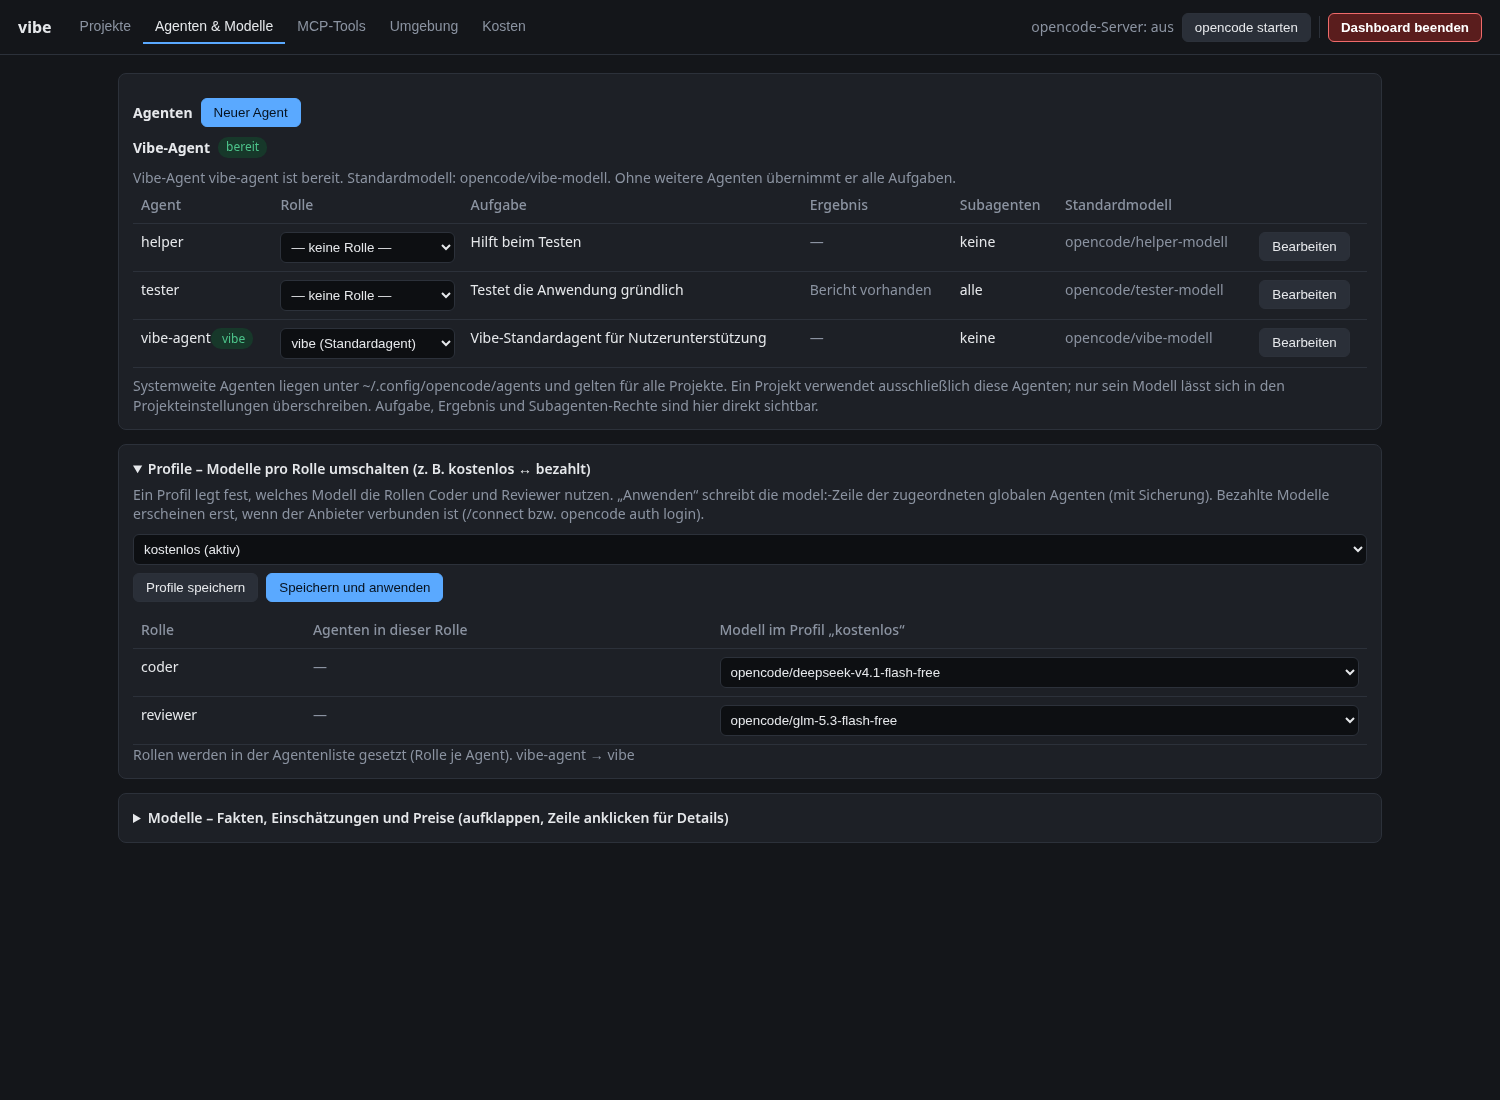 vibe Projekte Agenten & Modelle MCP-Tools Umgebung Kosten opencode-Server: aus opencode starten Dashboard beenden
Agenten Neuer Agent
Vibe-Agent bereit
Vibe-Agent vibe-agent ist bereit. Standardmodell: opencode/vibe-modell. Ohne weitere Agenten übernimmt er alle Aufgaben.
Agent Rolle Aufgabe Ergebnis Subagenten Standardmodell
helper — keine Rolle — Hilft beim Testen — keine opencode/helper-modell Bearbeiten
tester — keine Rolle — Testet die Anwendung gründlich Bericht vorhanden alle opencode/tester-modell Bearbeiten
vibe-agent vibe vibe (Standardagent) Vibe-Standardagent für Nutzerunterstützung — keine opencode/vibe-modell Bearbeiten
Systemweite Agenten liegen unter ~/.config/opencode/agents und gelten für alle Projekte. Ein Projekt verwendet ausschließlich diese Agenten; nur sein Modell lässt sich in den
Projekteinstellungen überschreiben. Aufgabe, Ergebnis und Subagenten-Rechte sind hier direkt sichtbar.
▼ Profile – Modelle pro Rolle umschalten (z. B. kostenlos ↔ bezahlt)
Ein Profil legt fest, welches Modell die Rollen Coder und Reviewer nutzen. „Anwenden“ schreibt die model:-Zeile der zugeordneten globalen Agenten (mit Sicherung). Bezahlte Modelle
erscheinen erst, wenn der Anbieter verbunden ist (/connect bzw. opencode auth login).
kostenlos (aktiv)
Profile speichern Speichern und anwenden
Rolle Agenten in dieser Rolle Modell im Profil „kostenlos“
coder — opencode/deepseek-v4.1-flash-free
reviewer — opencode/glm-5.3-flash-free
Rollen werden in der Agentenliste gesetzt (Rolle je Agent). vibe-agent → vibe
▶ Modelle – Fakten, Einschätzungen und Preise (aufklappen, Zeile anklicken für Details)